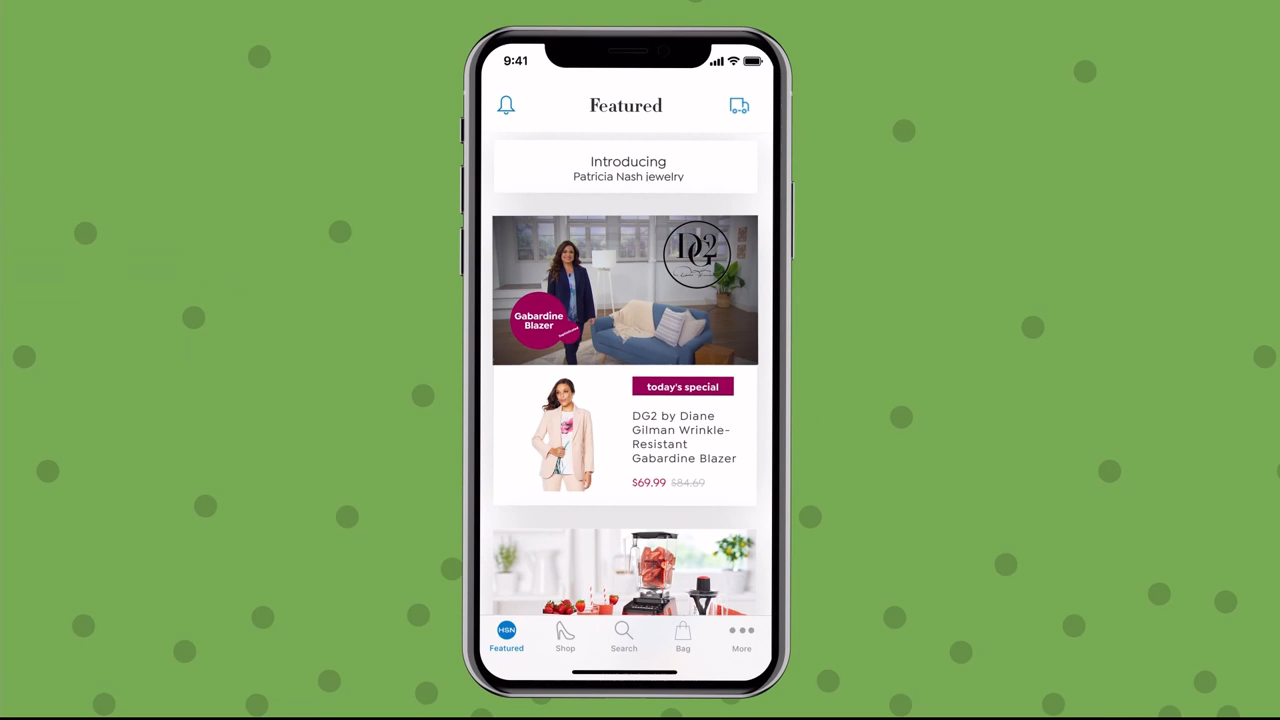 9:41
Featured
Introducing
Patricia Nash jewelry
DG2
Gabardine
Blazer
today's special
DG2 by Diane
Gilman Wrinkle-
Resistant
Gabardine Blazer
$69.99 $84.69
HSN
Featured
Shop
Search
Bag
More